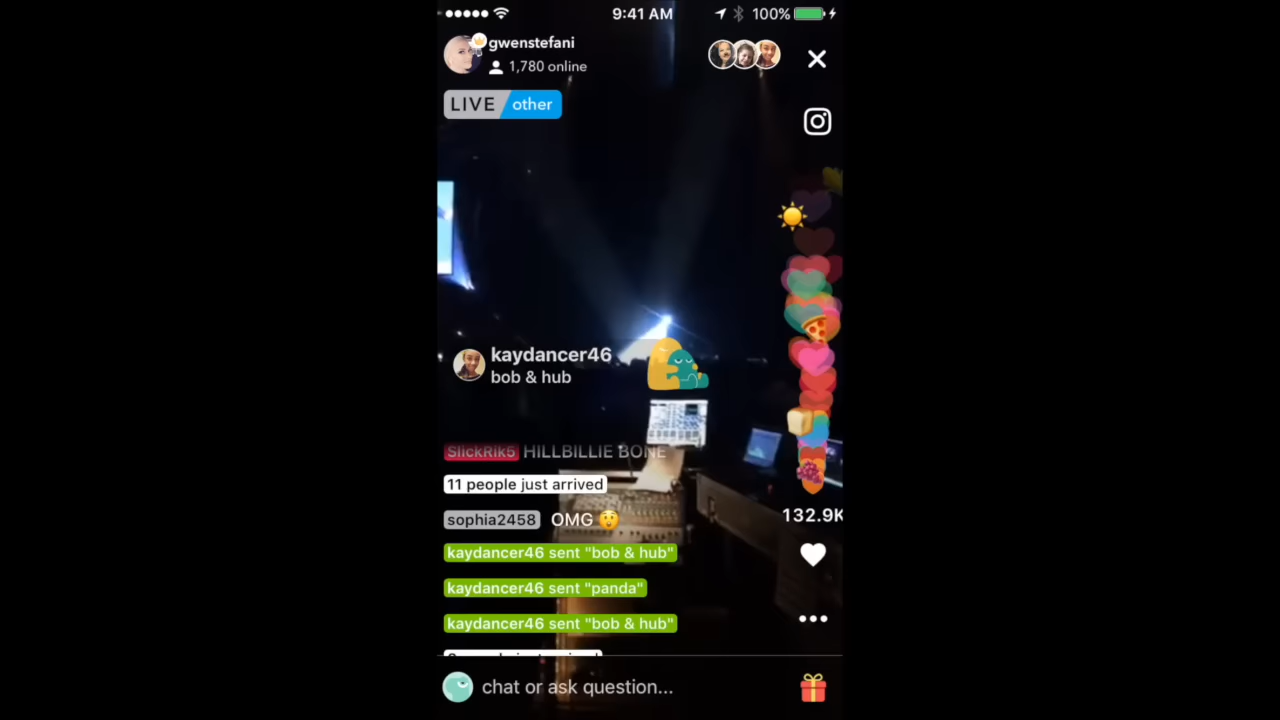 9:41 AM
100%
gwenstefani
1,780 online
LIVE other
kaydancer46
bob & hub
SlickRik5 HILLBILLIE BONE
11 people just arrived
sophia2458 OMG 😲
kaydancer46 sent "bob & hub"
kaydancer46 sent "panda"
kaydancer46 sent "bob & hub"
132.9K
chat or ask question...